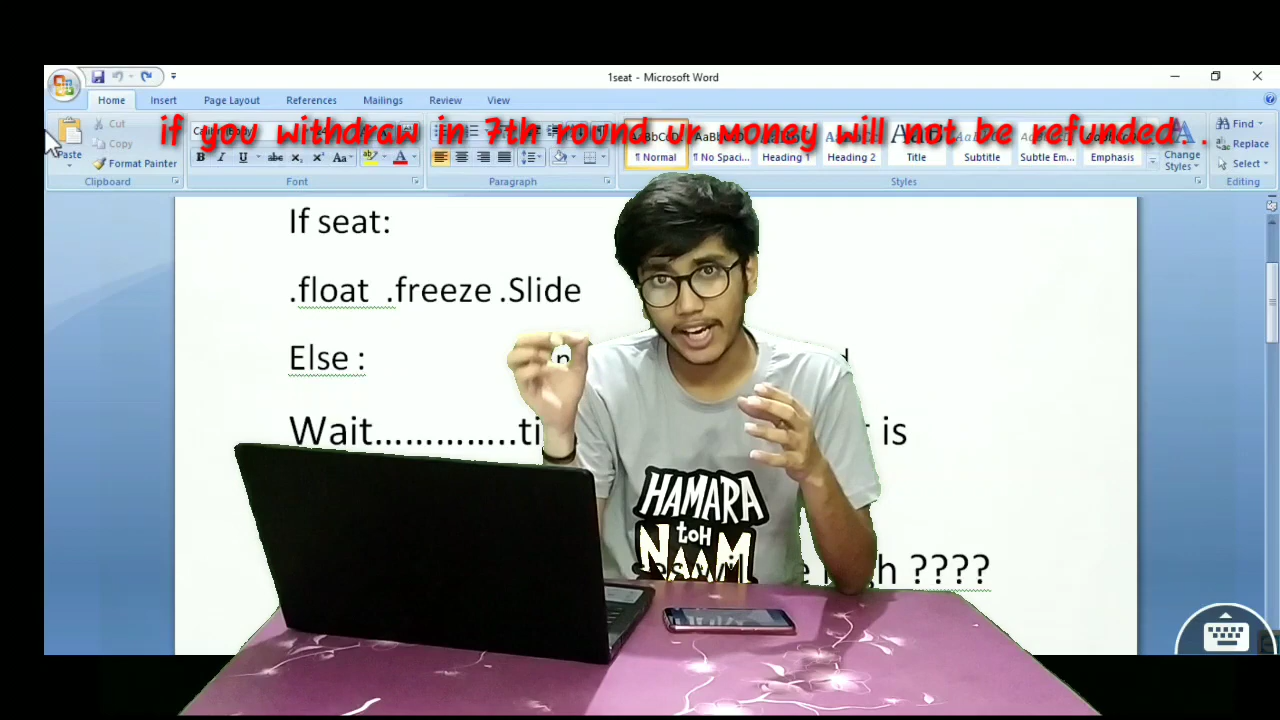 1seat - Microsoft Word
Home Insert Page Layout References Mailings Review View
if you withdraw in 7th round ur money will not be refunded. .
Cut
Copy
Paste
Format Painter
Clipboard
Font
Paragraph
¶ Normal ¶ No Spaci... Heading 1 Heading 2 Title Subtitle Subtle Em... Emphasis
Change Styles
Styles
Find
Replace
Select
Editing
If seat:
.float .freeze .Slide
Else :
Wait…………..ti
is
????
HAMARA
toH
NAAM